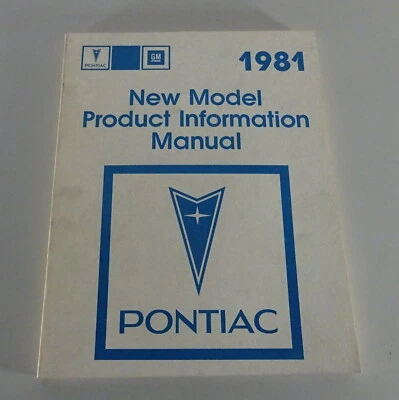 PONTIAC GM 1981
New Model
Product Information
Manual
PONTIAC